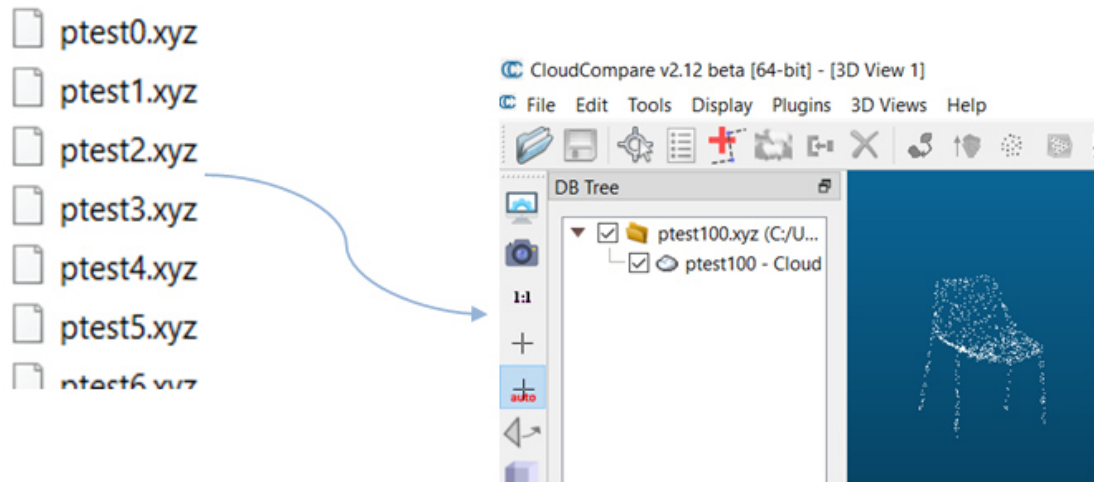 ptest0.xyz
ptest1.xyz
ptest2.xyz
ptest3.xyz
ptest4.xyz
ptest5.xyz
ptest6.xyz
CloudCompare v2.12 beta [64-bit] - [3D View 1]
File Edit Tools Display Plugins 3D Views Help
DB Tree
ptest100.xyz (C:/U...
ptest100 - Cloud
1:1
auto